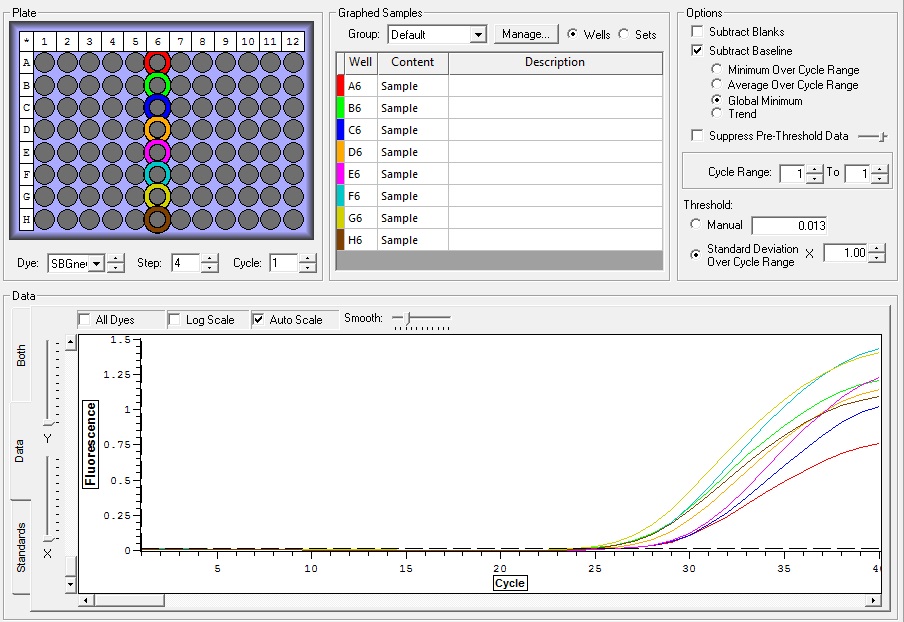 Plate
* 1 2 3 4 5 6 7 8 9 10 11 12
A
B
C
D
E
F
G
H
Dye: SBGne Step: 4 Cycle: 1
Graphed Samples
Group: Default Manage... Wells Sets
Well Content Description
A6 Sample
B6 Sample
C6 Sample
D6 Sample
E6 Sample
F6 Sample
G6 Sample
H6 Sample
Options
Subtract Blanks
Subtract Baseline
Minimum Over Cycle Range
Average Over Cycle Range
Global Minimum
Trend
Suppress Pre-Threshold Data
Cycle Range: 1 To 1
Threshold:
Manual 0.013
Standard Deviation
Over Cycle Range X 1.00
Data
All Dyes Log Scale Auto Scale Smooth:
Both
Data
Standards
Y
X
Fluorescence
1.5
1.25
1
0.75
0.5
0.25
0
5 10 15 20 25 30 35 40
Cycle